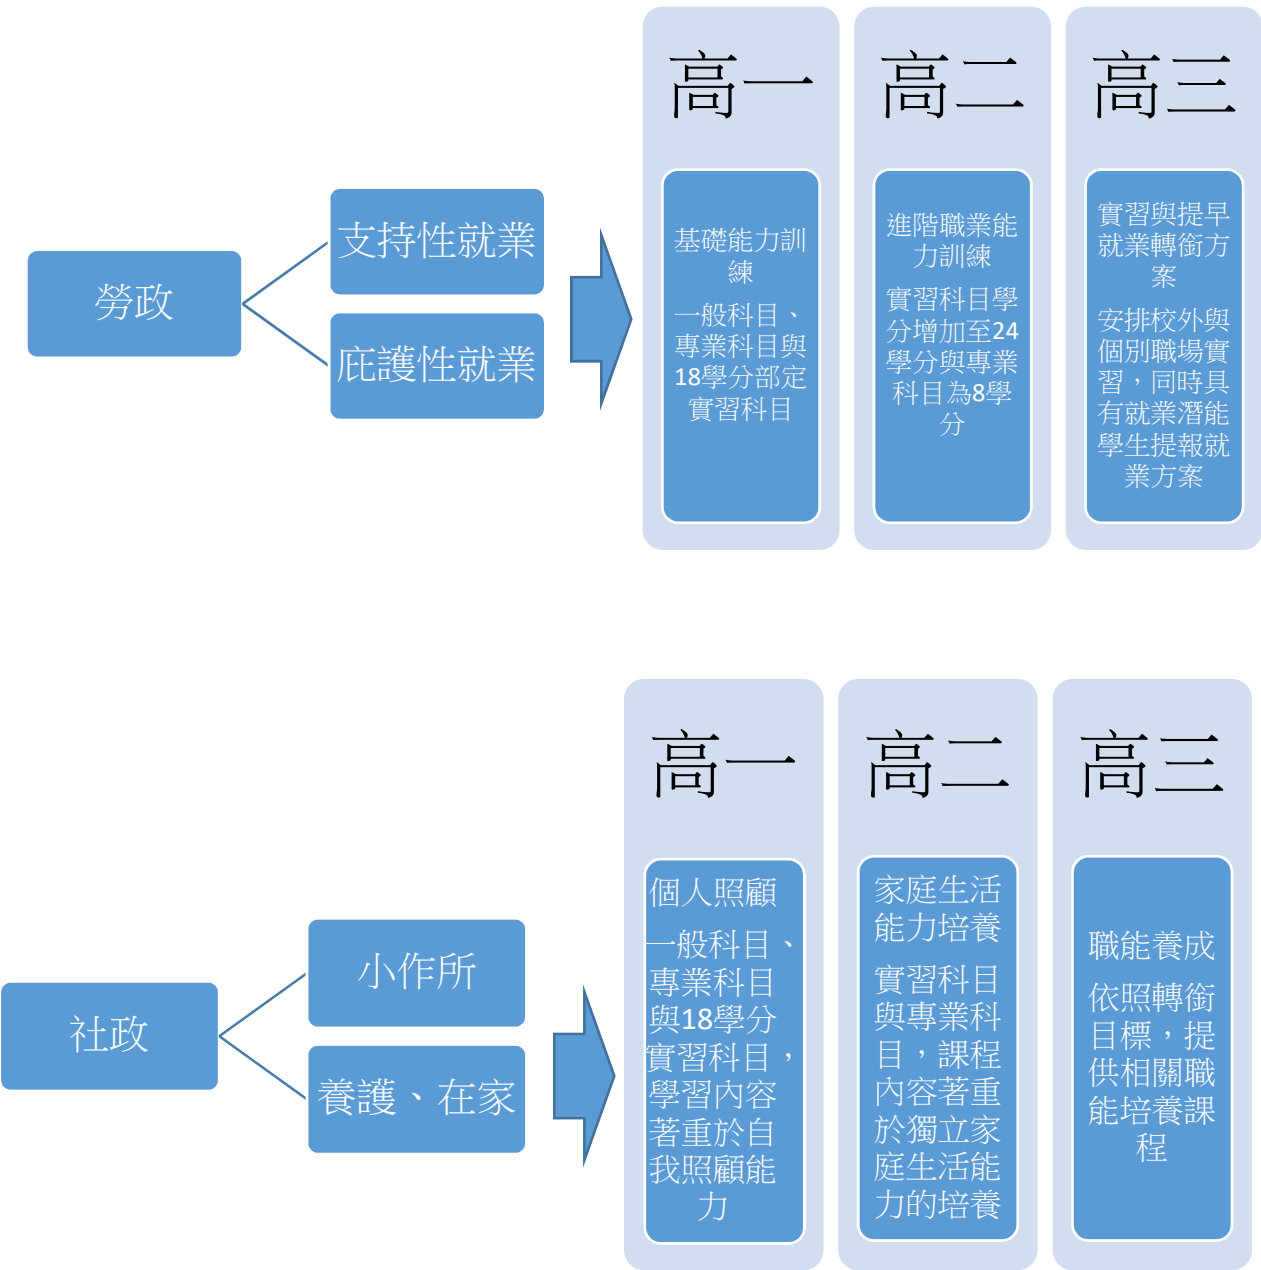 勞政
支持性就業
庇護性就業
高一
基礎能力訓
練
一般科目、
專業科目與
18學分部定
實習科目
高二
進階職業能
力訓練
實習科目學
分增加至24
學分與專業
科目為8學
分
高三
實習與提早
就業轉銜方
案
安排校外與
個別職場實
習，同時具
有就業潛能
學生提報就
業方案
社政
小作所
養護、在家
高一
個人照顧
一般科目、
專業科目
與18學分
實習科目，
學習內容
著重於自
我照顧能
力
高二
家庭生活
能力培養
實習科目
與專業科
目，課程
內容著重
於獨立家
庭生活能
力的培養
高三
職能養成
依照轉銜
目標，提
供相關職
能培養課
程